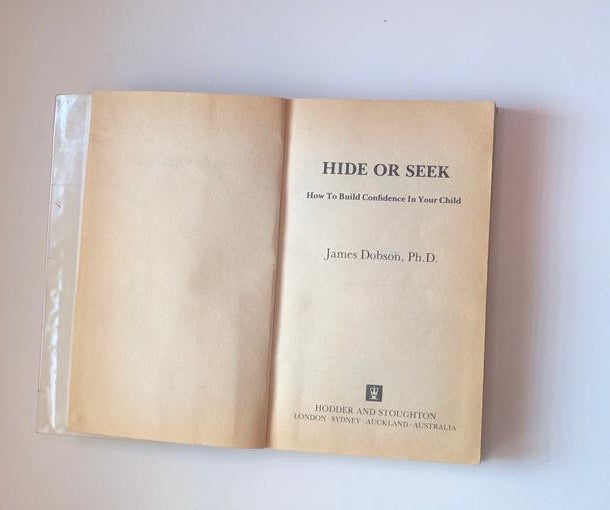 HIDE OR SEEK
How To Build Confidence In Your Child
James Dobson, Ph.D.
HODDER AND STOUGHTON
LONDON · SYDNEY · AUCKLAND · AUSTRALIA